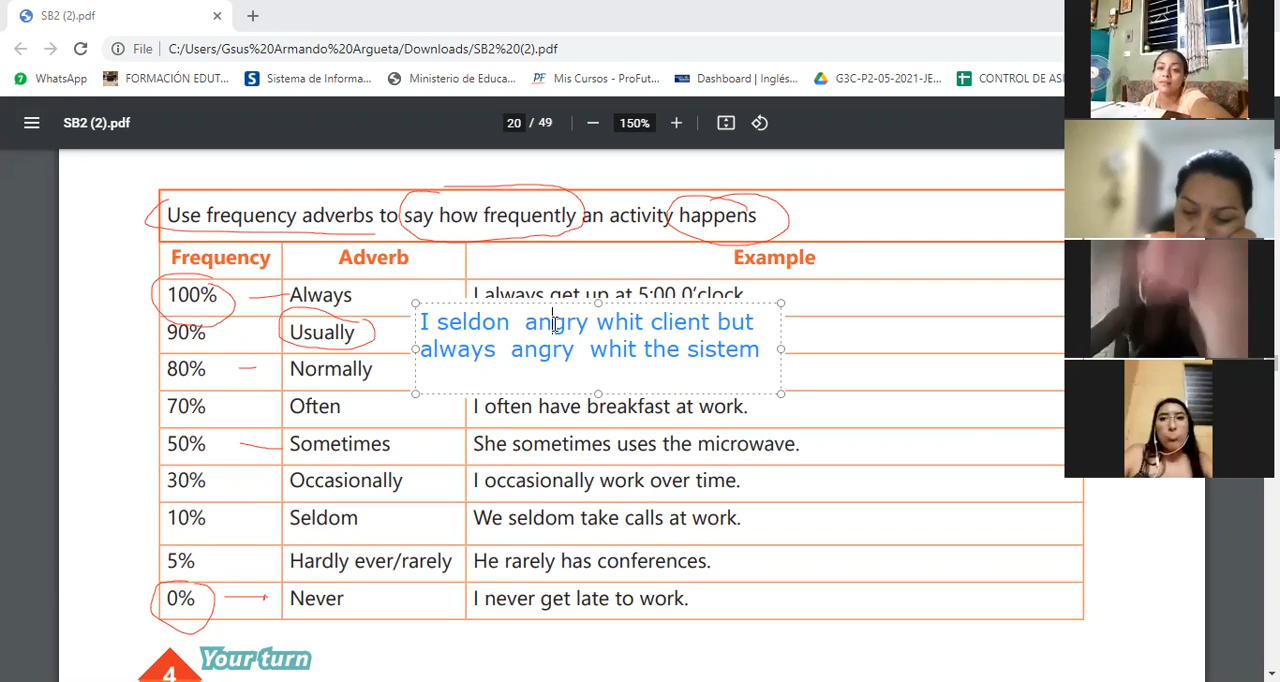 SB2 (2).pdf
File C:/Users/Gsus%20Armando%20Argueta/Downloads/SB2%20(2).pdf
WhatsApp FORMACIÓN EDUT... Sistema de Informa... Ministerio de Educa... Mis Cursos - ProFut... Dashboard | Inglés... G3C-P2-05-2021-JE... CONTROL DE
SB2 (2).pdf 20 / 49 150%
Use frequency adverbs to say how frequently an activity happens
Frequency Adverb Example
100% Always I always get up at 5:00 O'clock
90% Usually
I seldon angry whit client but
always angry whit the sistem
80% Normally
70% Often I often have breakfast at work.
50% Sometimes She sometimes uses the microwave.
30% Occasionally I occasionally work over time.
10% Seldom We seldom take calls at work.
5% Hardly ever/rarely He rarely has conferences.
0% Never I never get late to work.
4 Your turn